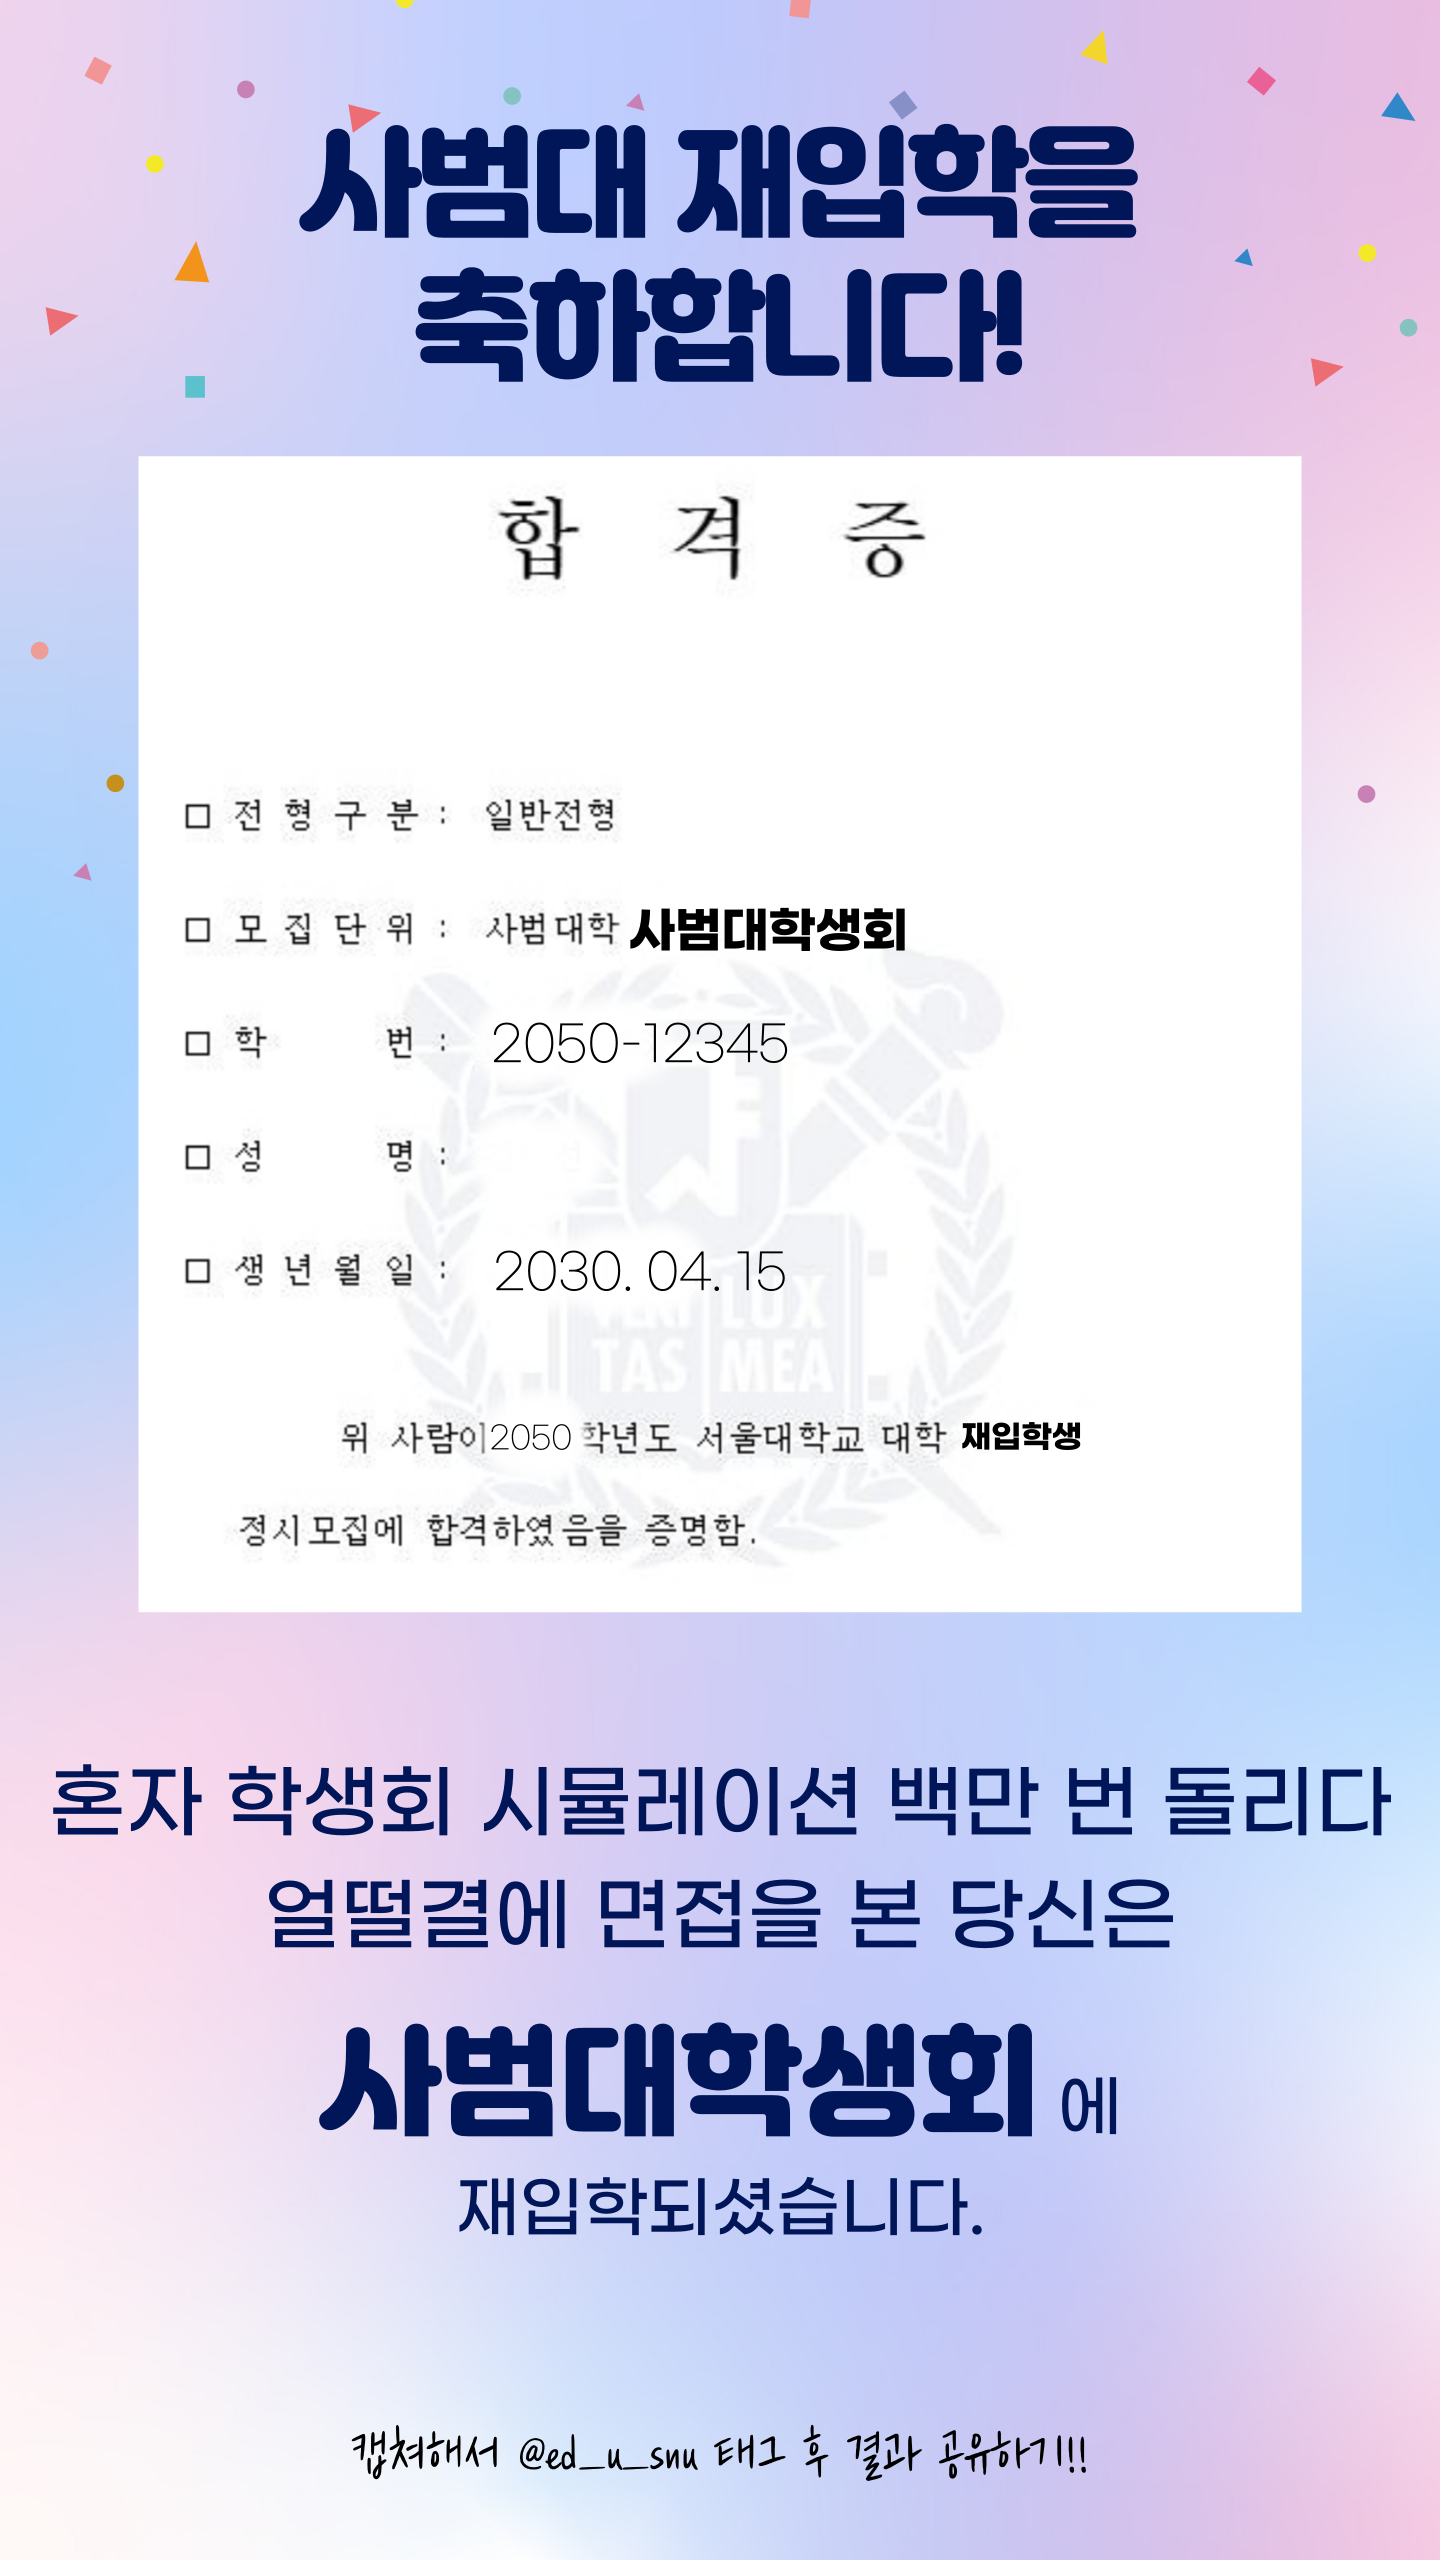 사범대 재입학을
축하합니다!
합 격 증
□ 전 형 구 분 : 일반전형
□ 모 집 단 위 : 사범대학 사범대학생회
□ 학 번 : 2050-12345
□ 성 명 :
□ 생 년 월 일 : 2030. 04. 15
VERI LUX
TAS MEA
위 사람이 2050 학년도 서울대학교 대학 재입학생
정시모집에 합격하였음을 증명함.
혼자 학생회 시뮬레이션 백만 번 돌리다
얼떨결에 면접을 본 당신은
사범대학생회 에
재입학되셨습니다.
캡쳐해서 @ed_u_snu 태그 후 결과 공유하기!!!